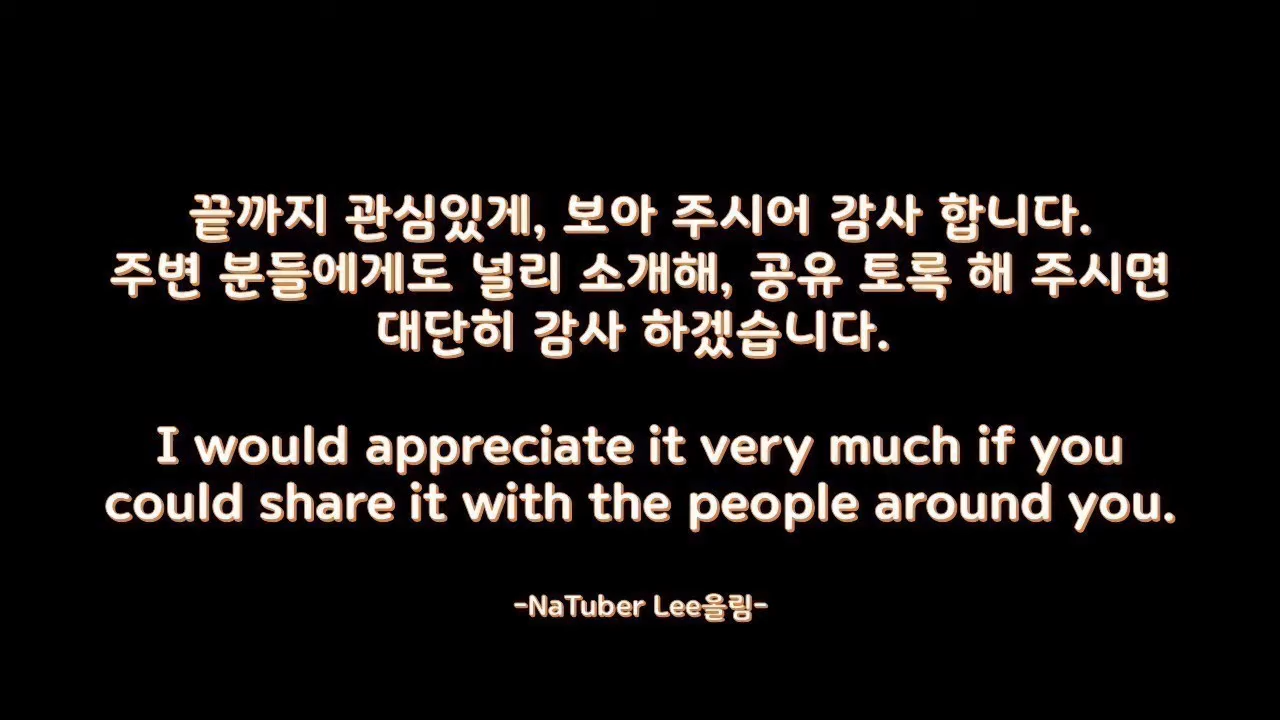 끝까지 관심있게, 보아 주시어 감사 합니다.
주변 분들에게도 널리 소개해, 공유 토록 해 주시면
대단히 감사 하겠습니다.
I would appreciate it very much if you
could share it with the people around you.
-NaTuber Lee올림-